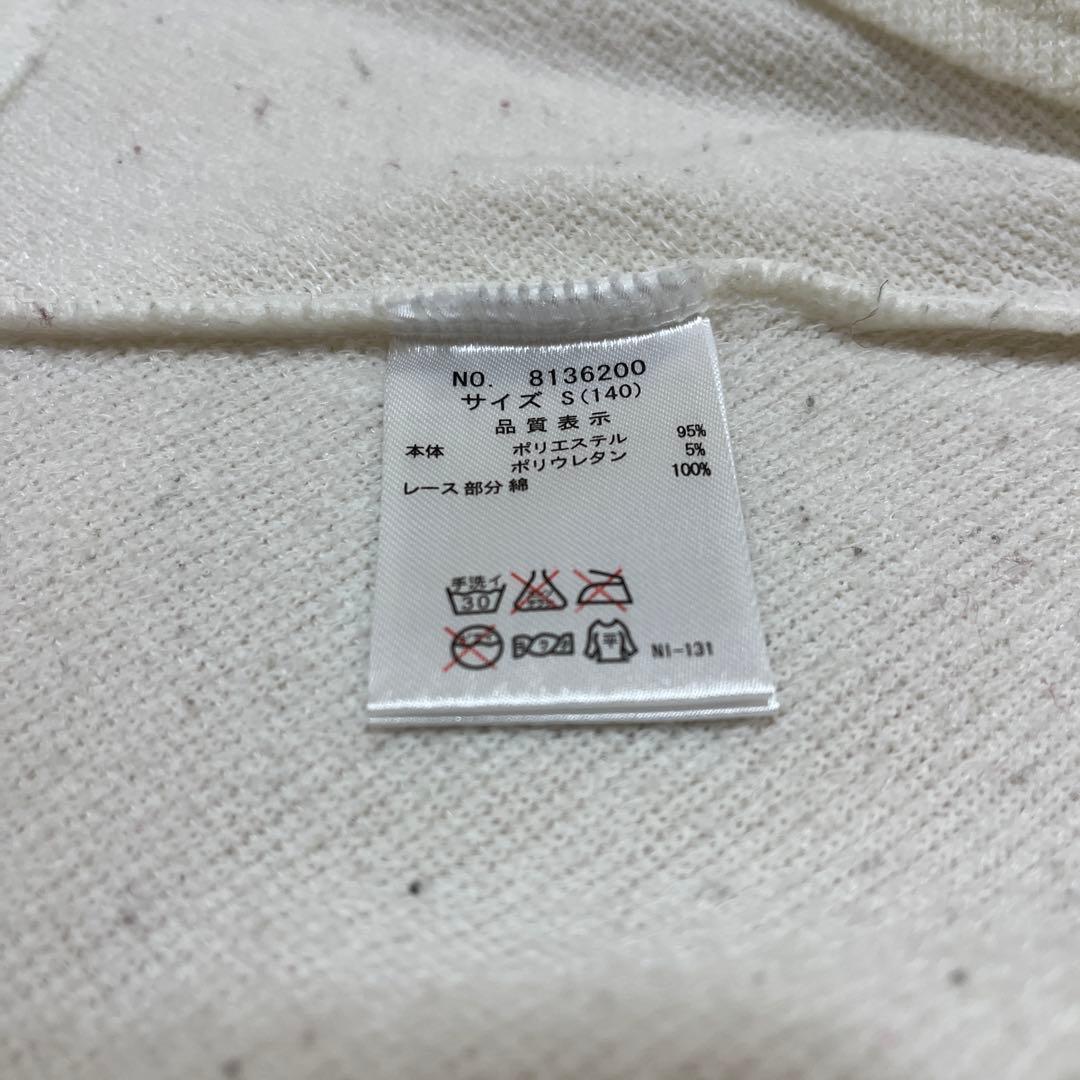 NO. 8136200
サイズ S(140)
品質表示
本体 ポリエステル 95%
ポリウレタン 5%
レース部分 綿 100%
手洗イ
30
平
NI-131